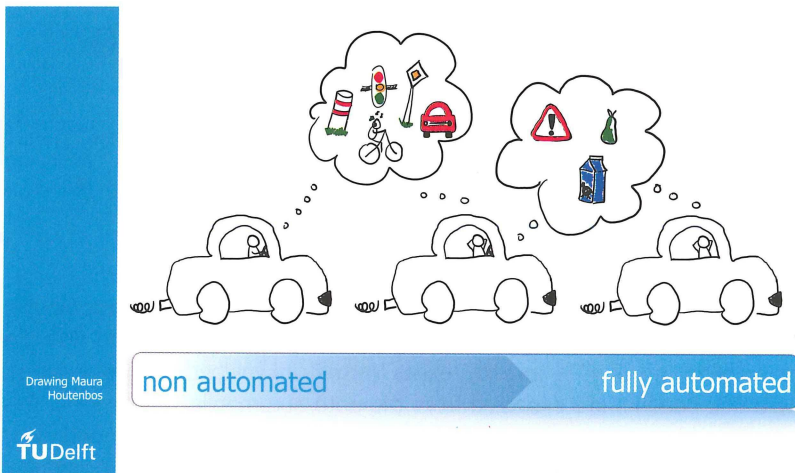 Drawing Maura
Houtenbos
TUDelft
non automated
fully automated